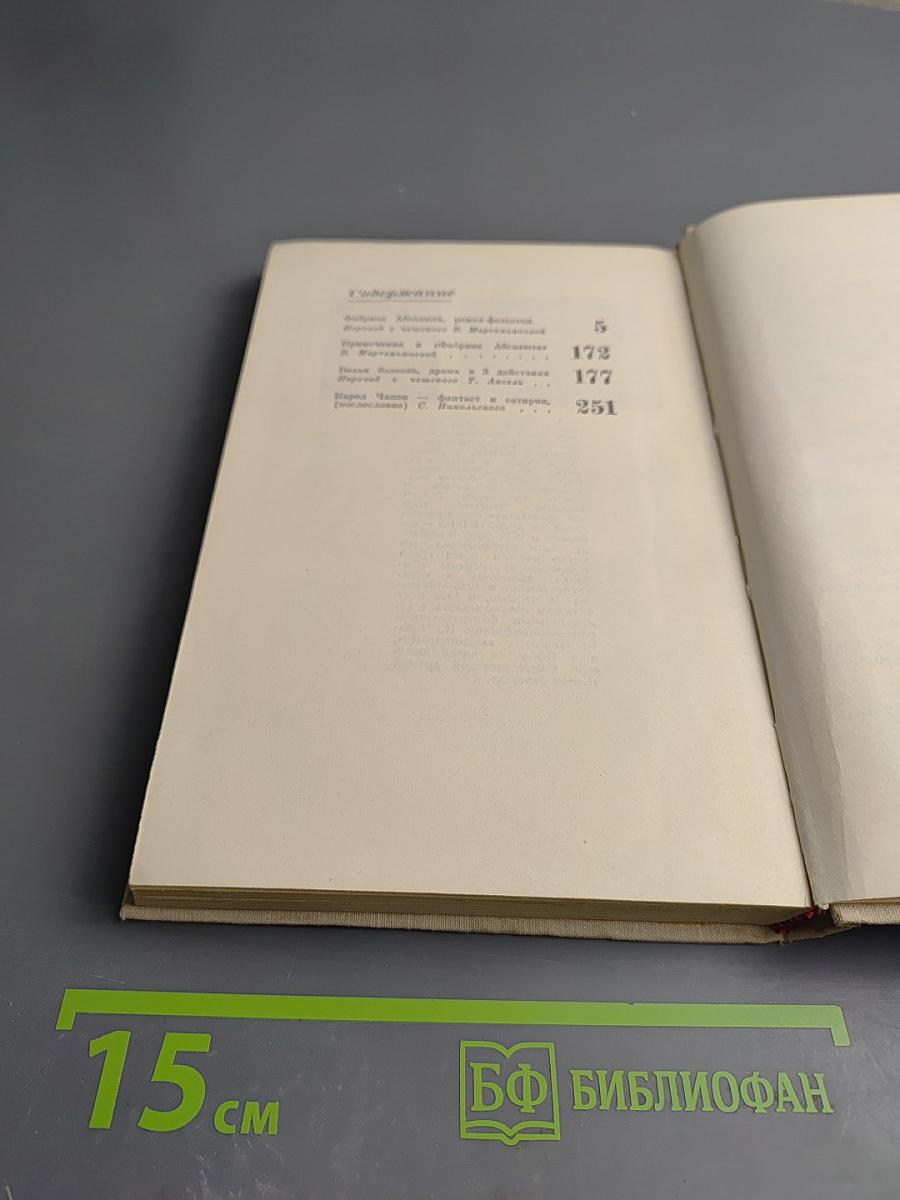 Содержание
Фабрика Абсолюта, роман-фельетон.
Перевод с чешского В. Мартемьяновой
5
Примечания к «Фабрике Абсолюта»
В. Мартемьяновой . . . . . . . .
172
Белая болезнь, драма в 3 действиях
Перевод с чешского Т. Аксель . .
177
Карел Чапек — фантаст и сатирик,
(послесловие) С. Никольского . . .
251
15 см
БФ БИБЛИОФАН